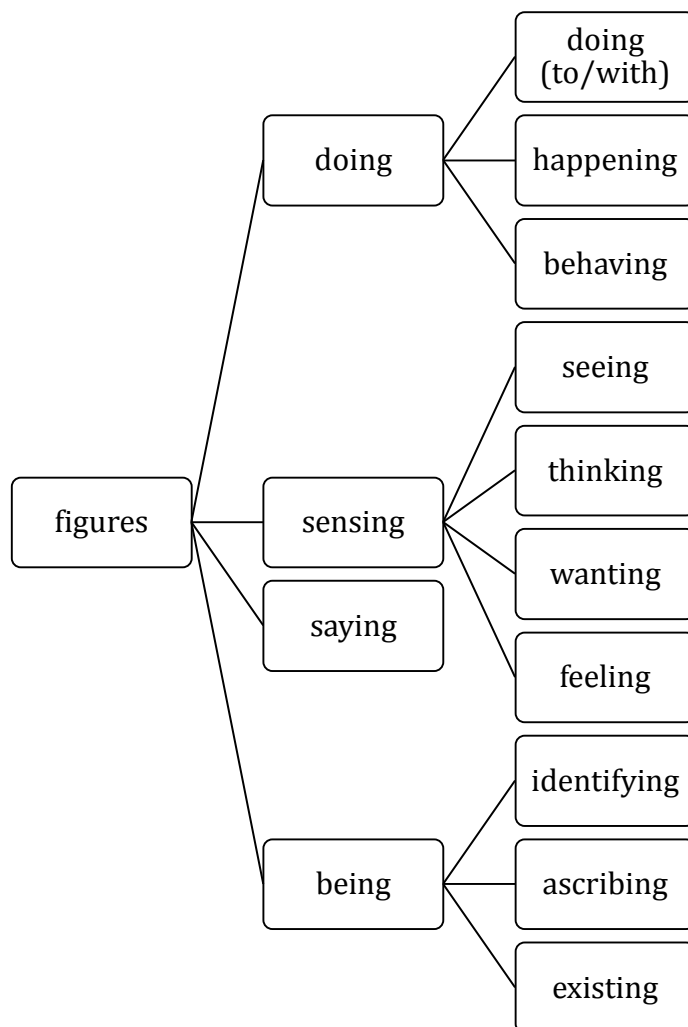 doing
(to/with)
doing
happening
behaving
seeing
thinking
figures
sensing
wanting
saying
feeling
identifying
being
ascribing
existing